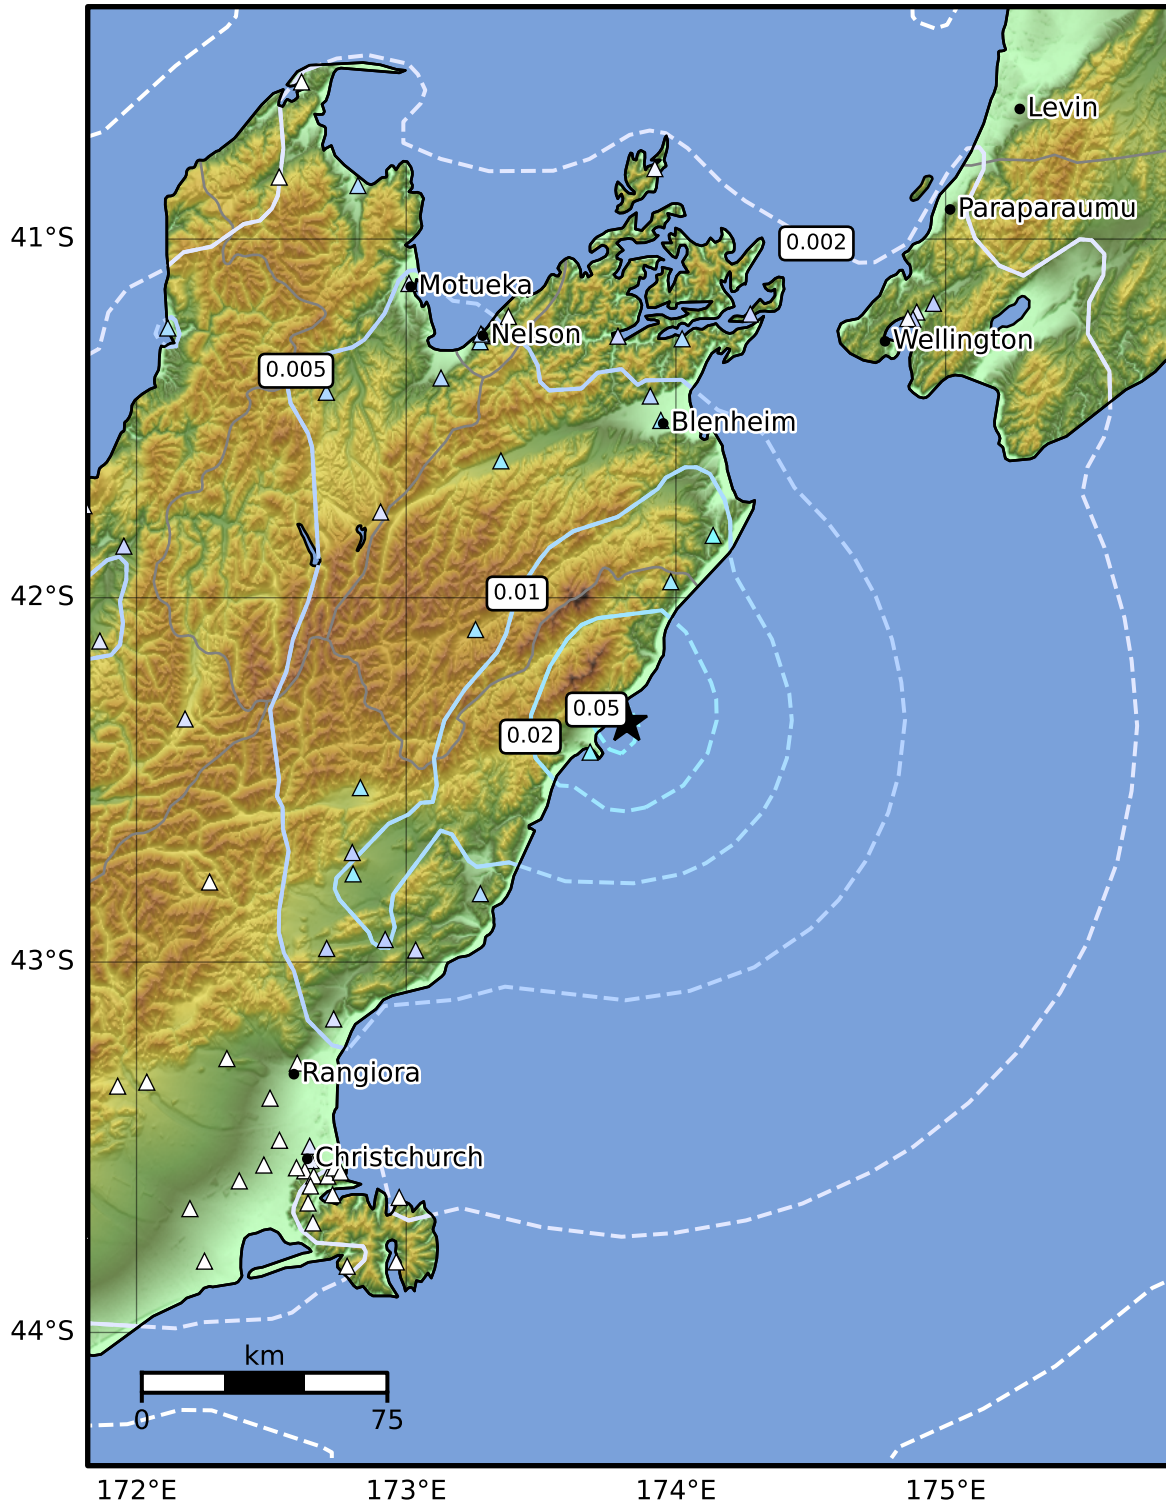 Levin
Paraparaumu
41°S
0.002
Motueka
Nelson
Wellington
0.005
Blenheim
42°S
0.01
0.05
0.02
43°S
Rangiora
Christchurch
44°S
km
0
75
172°E
173°E
174°E
175°E